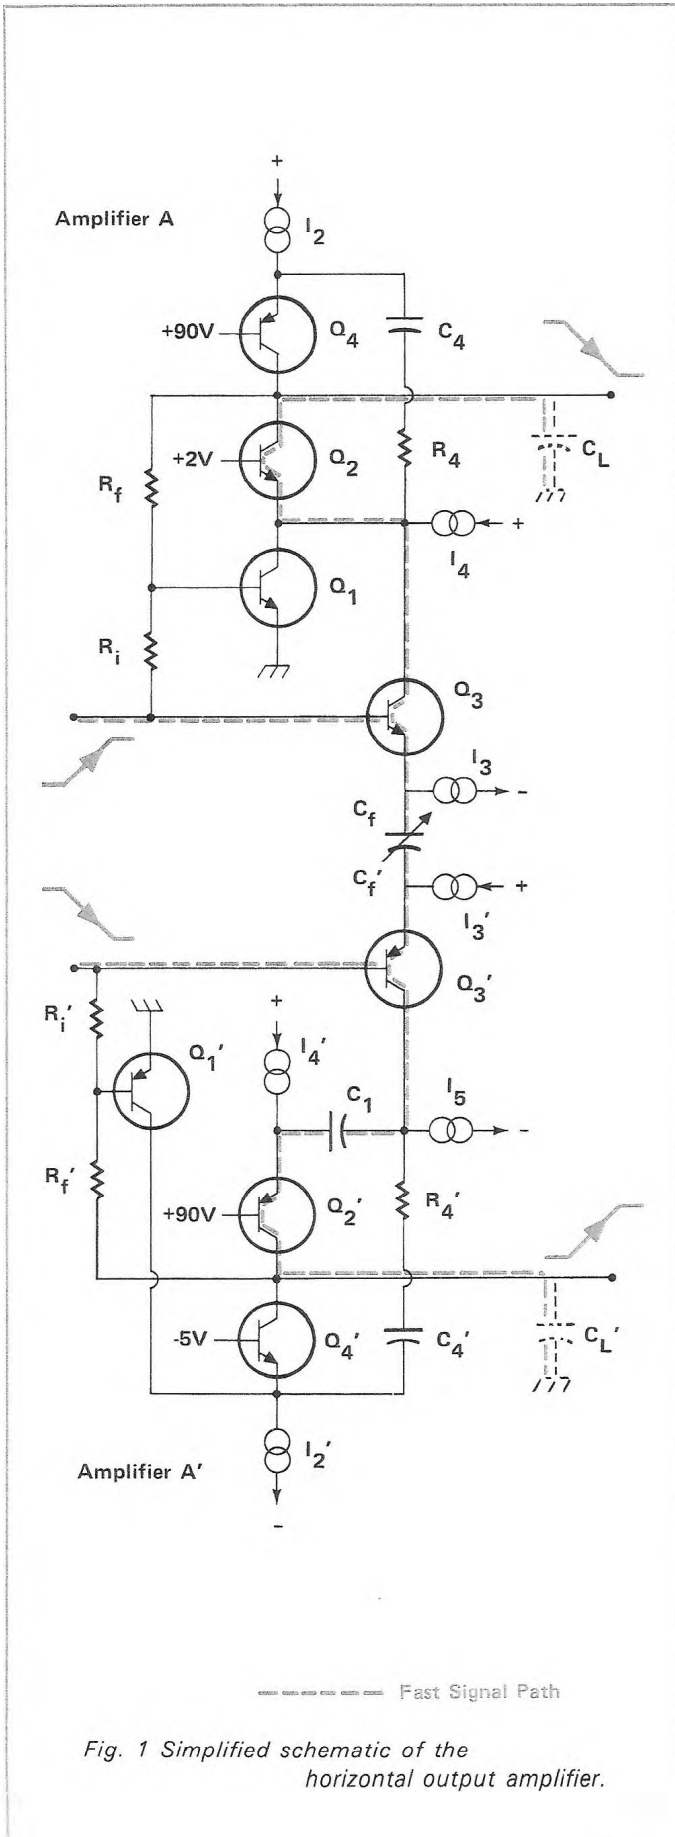 +
Amplifier A
I2
+90V
Q4
C4
+2V
Q2
R4
CL
Rf
+
I4
Q1
Ri
Q3
I3
-
Cf
Cf'
+
I3'
Q3'
Ri'
+
Q1'
I4'
C1
I5
-
Rf'
+90V
Q2'
R4'
-5V
Q4'
C4'
CL'
I2'
Amplifier A'
-
Fast Signal Path
Fig. 1 Simplified schematic of the
horizontal output amplifier.